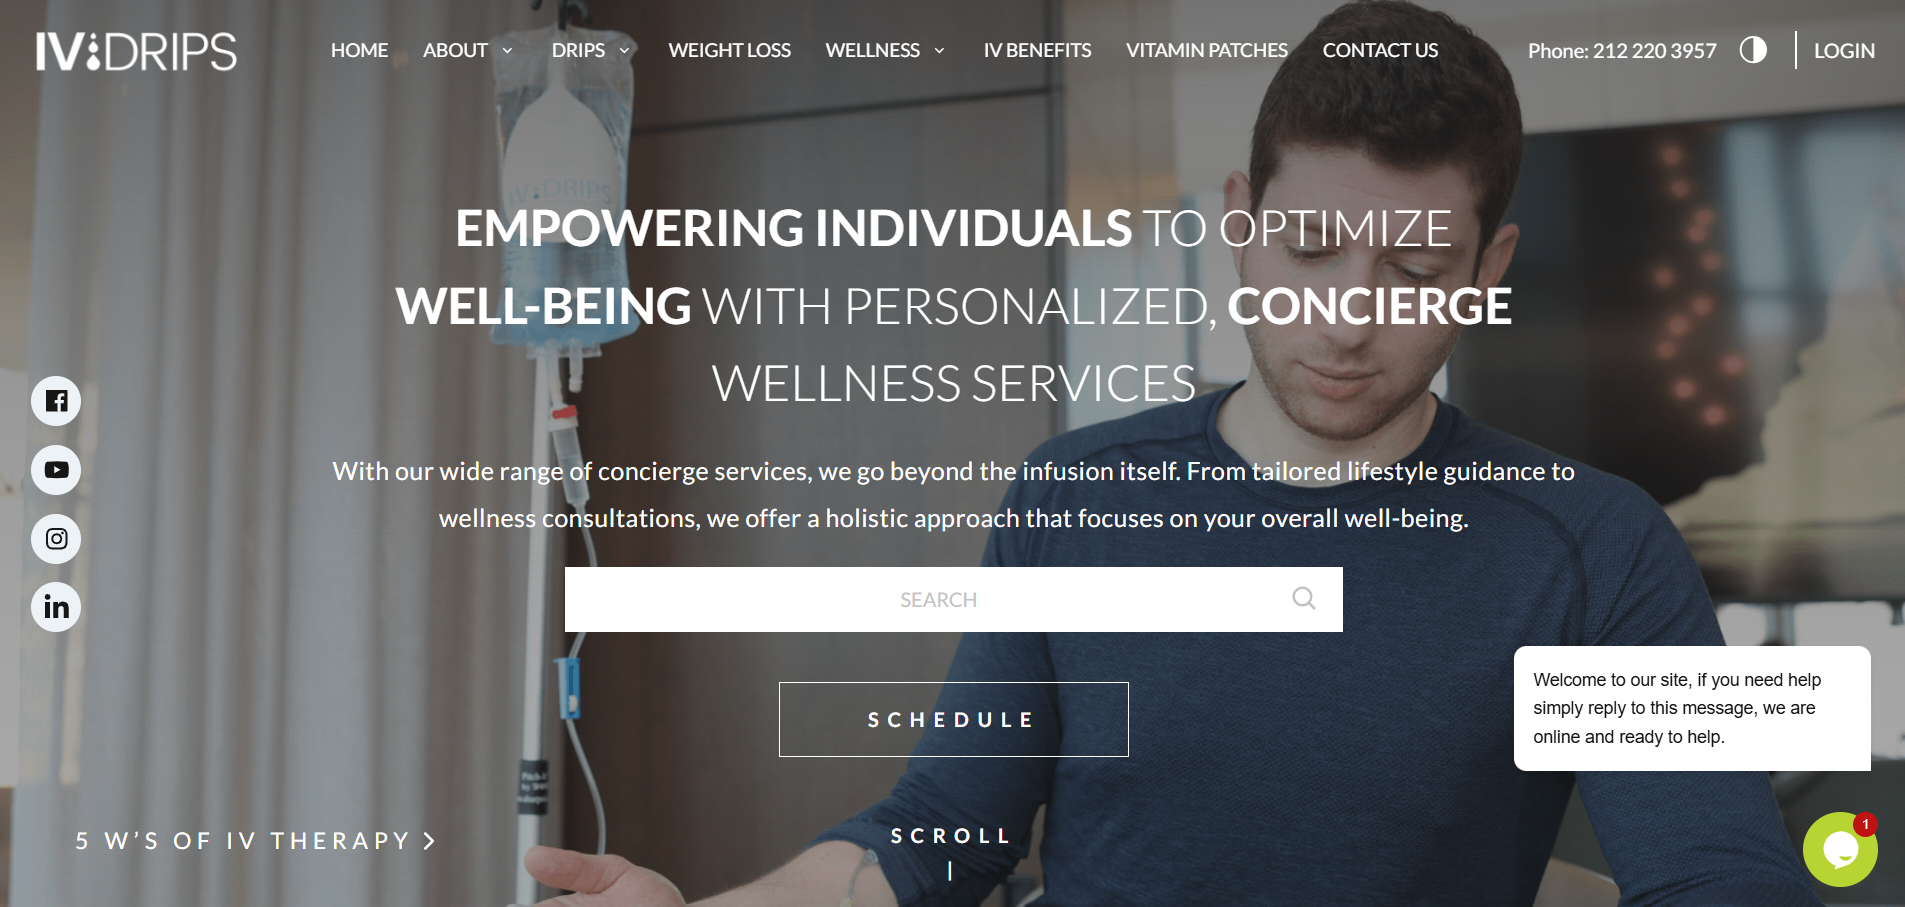 IV DRIPS
HOME ABOUT DRIPS WEIGHT LOSS WELLNESS IV BENEFITS VITAMIN PATCHES CONTACT US
Phone: 212 220 3957
LOGIN
IV DRIPS
EMPOWERING INDIVIDUALS TO OPTIMIZE
WELL-BEING WITH PERSONALIZED, CONCIERGE
WELLNESS SERVICES
With our wide range of concierge services, we go beyond the infusion itself. From tailored lifestyle guidance to
wellness consultations, we offer a holistic approach that focuses on your overall well-being.
SEARCH
SCHEDULE
Welcome to our site, if you need help
simply reply to this message, we are
online and ready to help.
5 W’S OF IV THERAPY
SCROLL
1